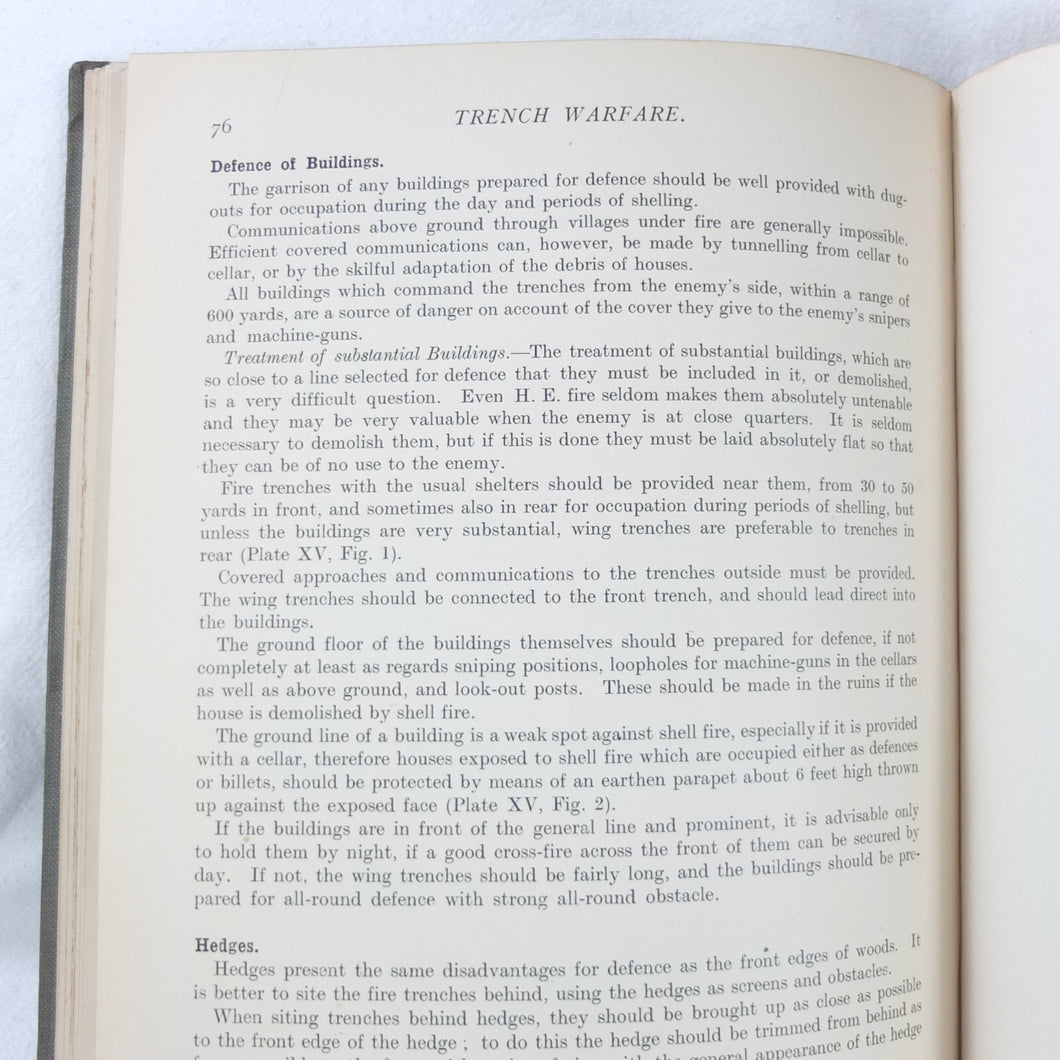 76
TRENCH WARFARE.
Defence of Buildings.
The garrison of any buildings prepared for defence should be well provided with dug-
outs for occupation during the day and periods of shelling.
Communications above ground through villages under fire are generally impossible.
Efficient covered communications can, however, be made by tunnelling from cellar to
cellar, or by the skilful adaptation of the debris of houses.
All buildings which command the trenches from the enemy's side, within a range of
600 yards, are a source of danger on account of the cover they give to the enemy's snipers
and machine-guns.
Treatment of substantial Buildings.—The treatment of substantial buildings, which are
so close to a line selected for defence that they must be included in it, or demolished,
is a very difficult question. Even H. E. fire seldom makes them absolutely untenable
and they may be very valuable when the enemy is at close quarters. It is seldom
necessary to demolish them, but if this is done they must be laid absolutely flat so that
they can be of no use to the enemy.
Fire trenches with the usual shelters should be provided near them, from 30 to 50
yards in front, and sometimes also in rear for occupation during periods of shelling, but
unless the buildings are very substantial, wing trenches are preferable to trenches in
rear (Plate XV, Fig. 1).
Covered approaches and communications to the trenches outside must be provided.
The wing trenches should be connected to the front trench, and should lead direct into
the buildings.
The ground floor of the buildings themselves should be prepared for defence, if not
completely at least as regards sniping positions, loopholes for machine-guns in the cellars
as well as above ground, and look-out posts. These should be made in the ruins if the
house is demolished by shell fire.
The ground line of a building is a weak spot against shell fire, especially if it is provided
with a cellar, therefore houses exposed to shell fire which are occupied either as defences
or billets, should be protected by means of an earthen parapet about 6 feet high thrown
up against the exposed face (Plate XV, Fig. 2).
If the buildings are in front of the general line and prominent, it is advisable only
to hold them by night, if a good cross-fire across the front of them can be secured by
day. If not, the wing trenches should be fairly long, and the buildings should be pre-
pared for all-round defence with strong all-round obstacle.
Hedges.
Hedges present the same disadvantages for defence as the front edges of woods. It
is better to site the fire trenches behind, using the hedges as screens and obstacles.
When siting trenches behind hedges, they should be brought up as close as possible
to the front edge of the hedge ; to do this the hedge should be trimmed from behind as
the general appearance of the hedge